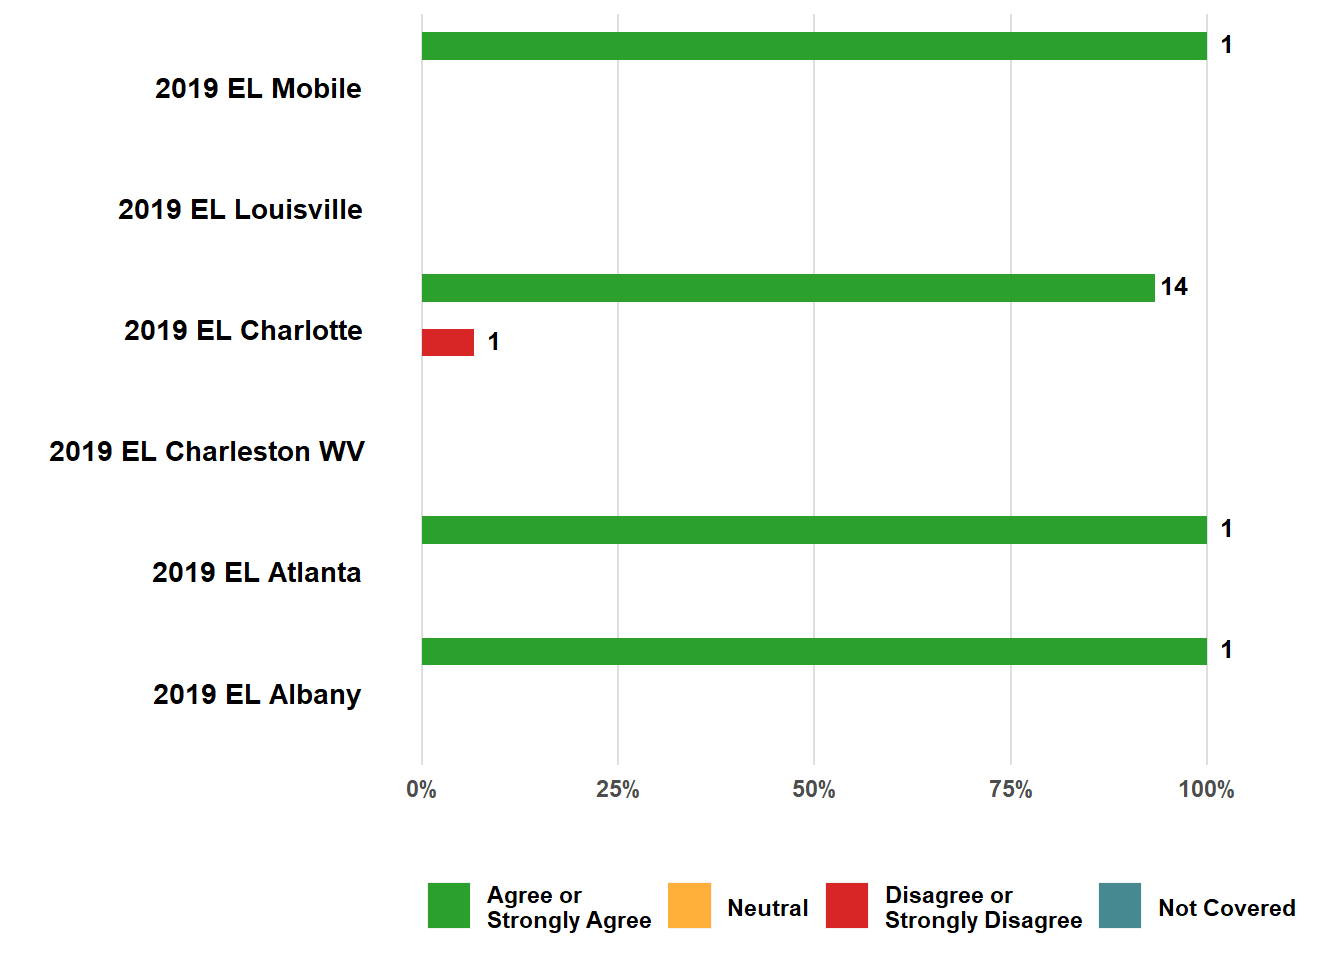 1
2019 EL Mobile
2019 EL Louisville
14
2019 EL Charlotte
1
2019 EL Charleston WV
1
2019 EL Atlanta
1
2019 EL Albany
0% 25% 50% 75% 100%
Agree or
Strongly Agree
Neutral
Disagree or
Strongly Disagree
Not Covered